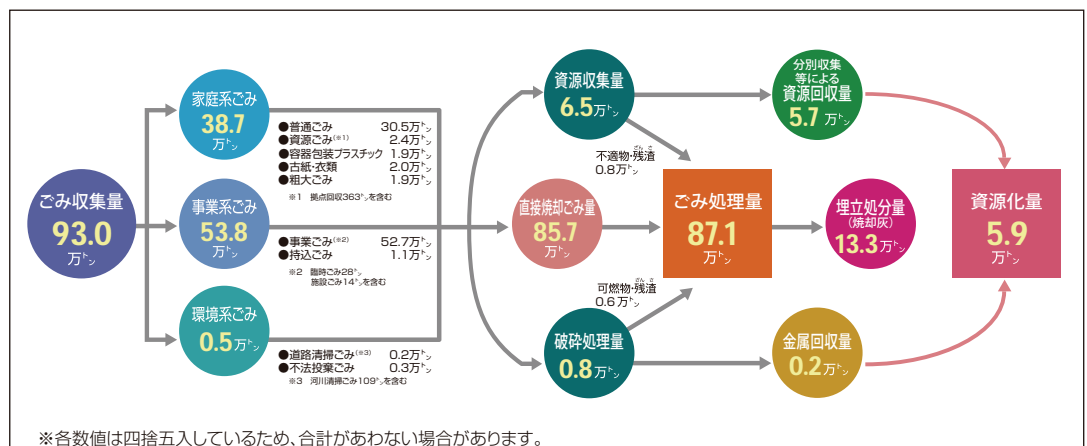 ごみ収集量
93.0
万トン
家庭系ごみ
38.7
万トン
●普通ごみ 30.5万トン
●資源ごみ(※1) 2.4万トン
●容器包装プラスチック 1.9万トン
●古紙・衣類 2.0万トン
●粗大ごみ 1.9万トン
※1 拠点回収363トンを含む
事業系ごみ
53.8
万トン
●事業ごみ(※2) 52.7万トン
●持込ごみ 1.1万トン
※2 臨時ごみ28トン
施設ごみ14トンを含む
環境系ごみ
0.5万トン
●道路清掃ごみ(※3) 0.2万トン
●不法投棄ごみ 0.3万トン
※3 河川清掃ごみ109トンを含む
資源収集量
6.5万トン
不適物・残渣
ざんさ
0.8万トン
直接焼却ごみ量
85.7
万トン
破砕処理量
0.8万トン
可燃物・残渣
ざんさ
0.6万トン
ごみ処理量
87.1
万トン
分別収集
等による
資源回収量
5.7万トン
埋立処分量
(焼却灰)
13.3万トン
金属回収量
0.2万トン
資源化量
5.9
万トン
※各数値は四捨五入しているため、合計があわない場合があります。